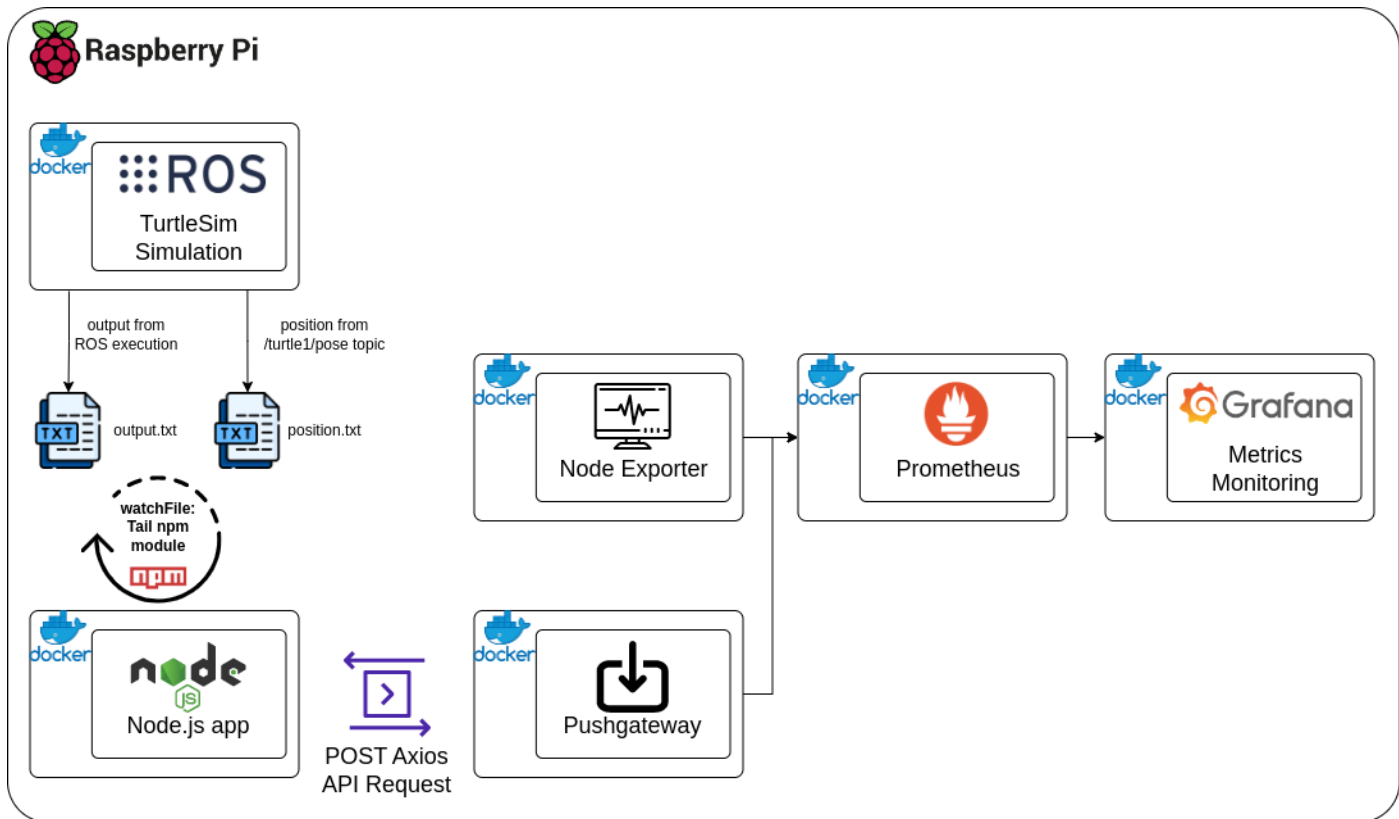 Raspberry Pi
docker
ROS
TurtleSim
Simulation
output from
ROS execution
position from
/turtle1/pose topic
TXT
output.txt
TXT
position.txt
watchFile:
Tail npm
module
npm
docker
node
JS
Node.js app
POST Axios
API Request
docker
Node Exporter
docker
Pushgateway
docker
Prometheus
docker
Grafana
Metrics
Monitoring